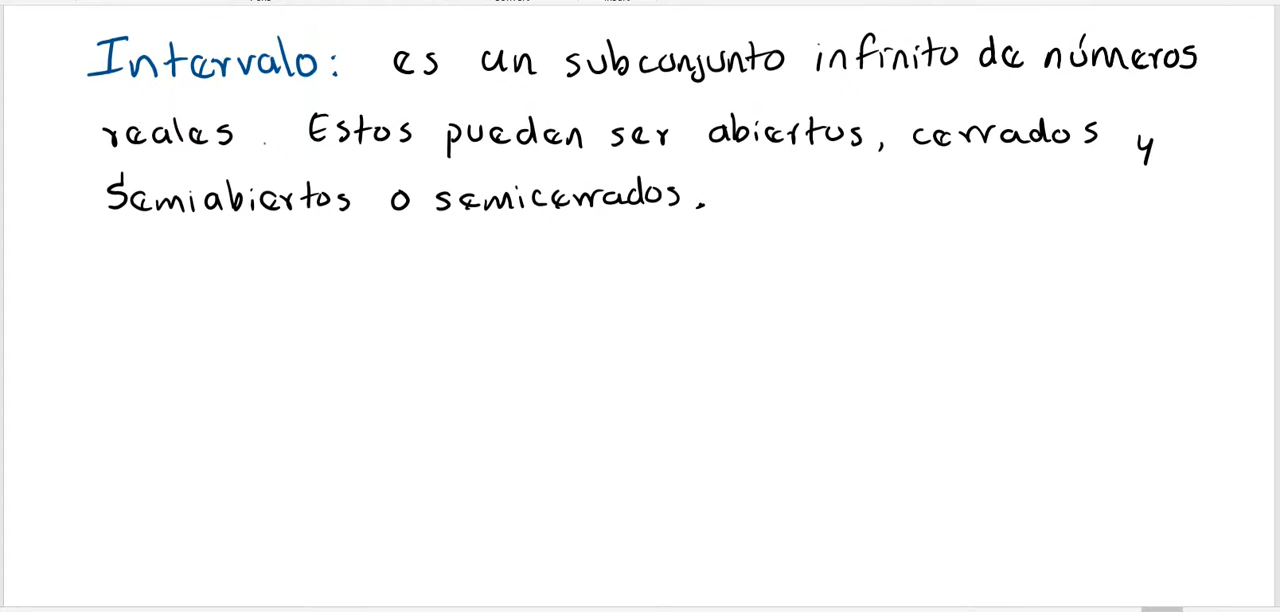 Intervalo: es un subconjunto infinito de números
reales. Estos pueden ser abiertos, cerrados y
Semiabiertos o semicerrados.